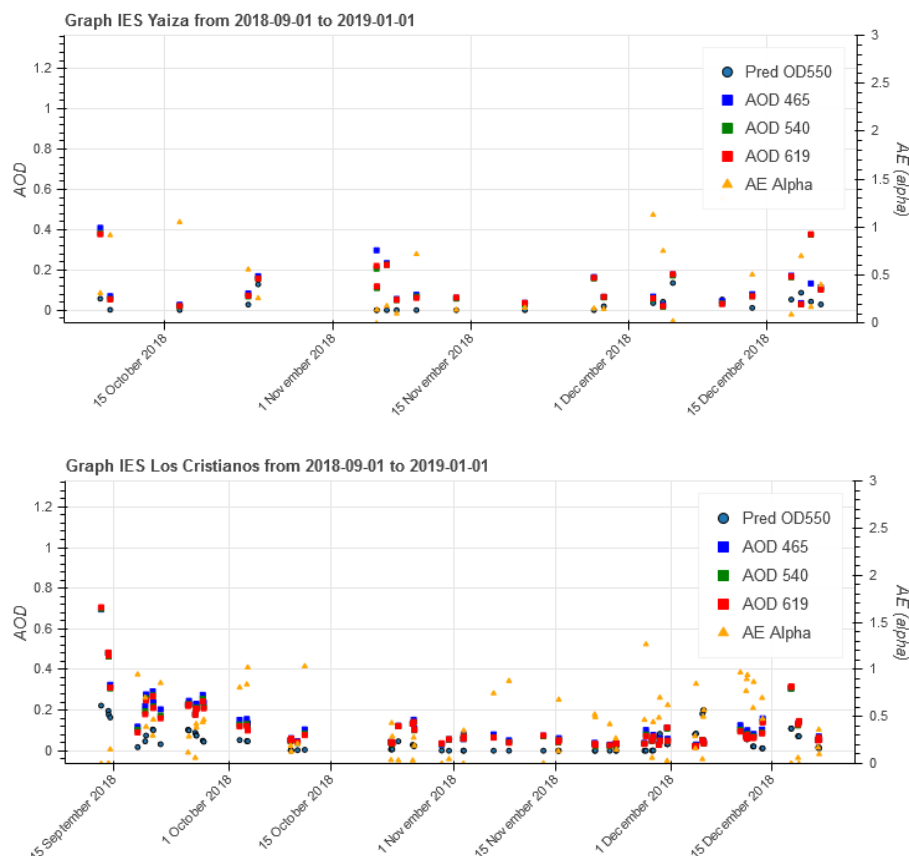 Graph IES Yaiza from 2018-09-01 to 2019-01-01
AOD
1.2
1
0.8
0.6
0.4
0.2
0
3
2.5
2
1.5
1
0.5
0
AE (alpha)
Pred OD550
AOD 465
AOD 540
AOD 619
AE Alpha
15 October 2018
1 November 2018
15 November 2018
1 December 2018
15 December 2018
Graph IES Los Cristianos from 2018-09-01 to 2019-01-01
AOD
1.2
1
0.8
0.6
0.4
0.2
0
3
2.5
2
1.5
1
0.5
0
AE (alpha)
Pred OD550
AOD 465
AOD 540
AOD 619
AE Alpha
15 September 2018
1 October 2018
15 October 2018
1 November 2018
15 November 2018
1 December 2018
15 December 2018